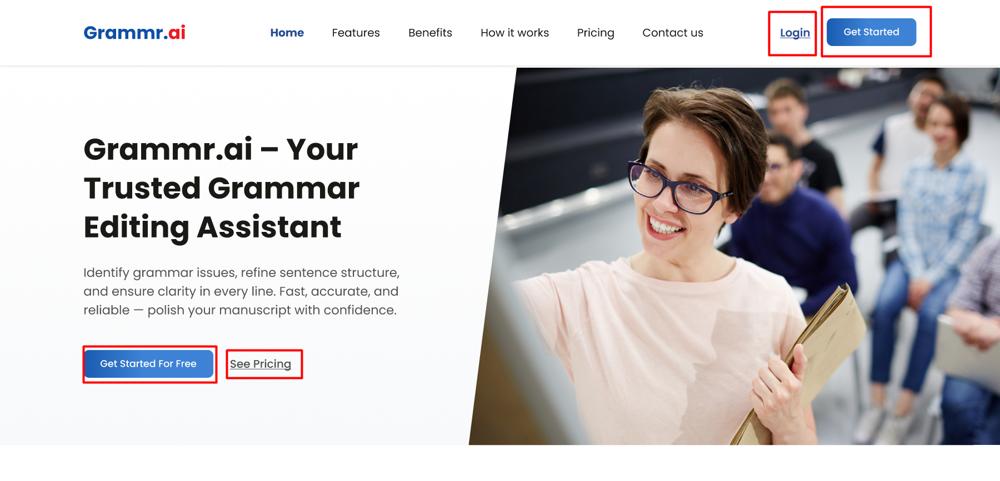 Grammr.ai
Home Features Benefits How it works Pricing Contact us
Login Get Started
Grammr.ai – Your
Trusted Grammar
Editing Assistant
Identify grammar issues, refine sentence structure,
and ensure clarity in every line. Fast, accurate, and
reliable — polish your manuscript with confidence.
Get Started For Free See Pricing